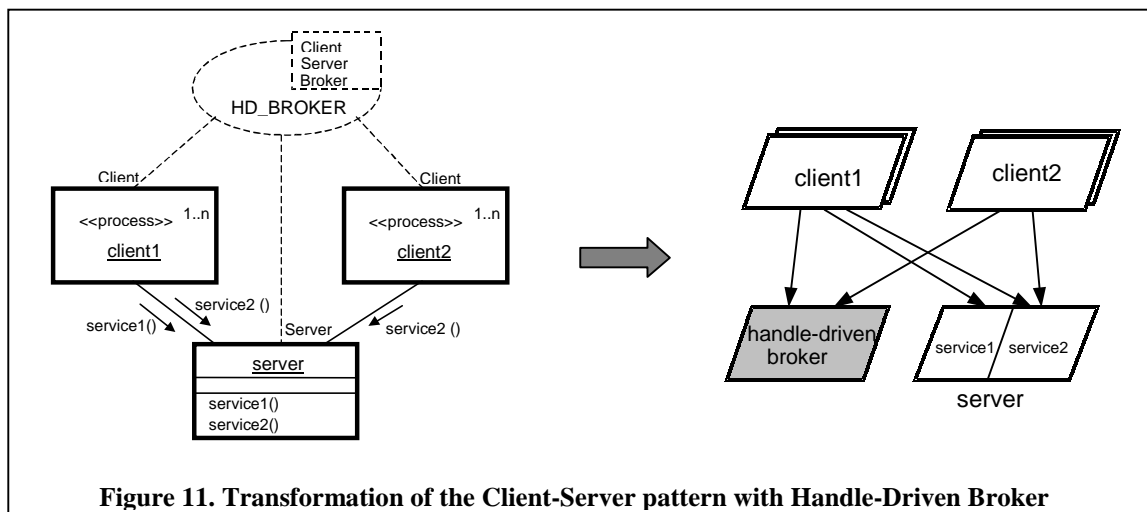 Client
Server
Broker
HD_BROKER
Client
Client
<<process>>
1..n
client1
<<process>>
1..n
client2
service2 ()
service1()
Server
service2 ()
server
service1()
service2()
client1
client2
handle-driven
broker
service1
service2
server
Figure 11. Transformation of the Client-Server pattern with Handle-Driven Broker